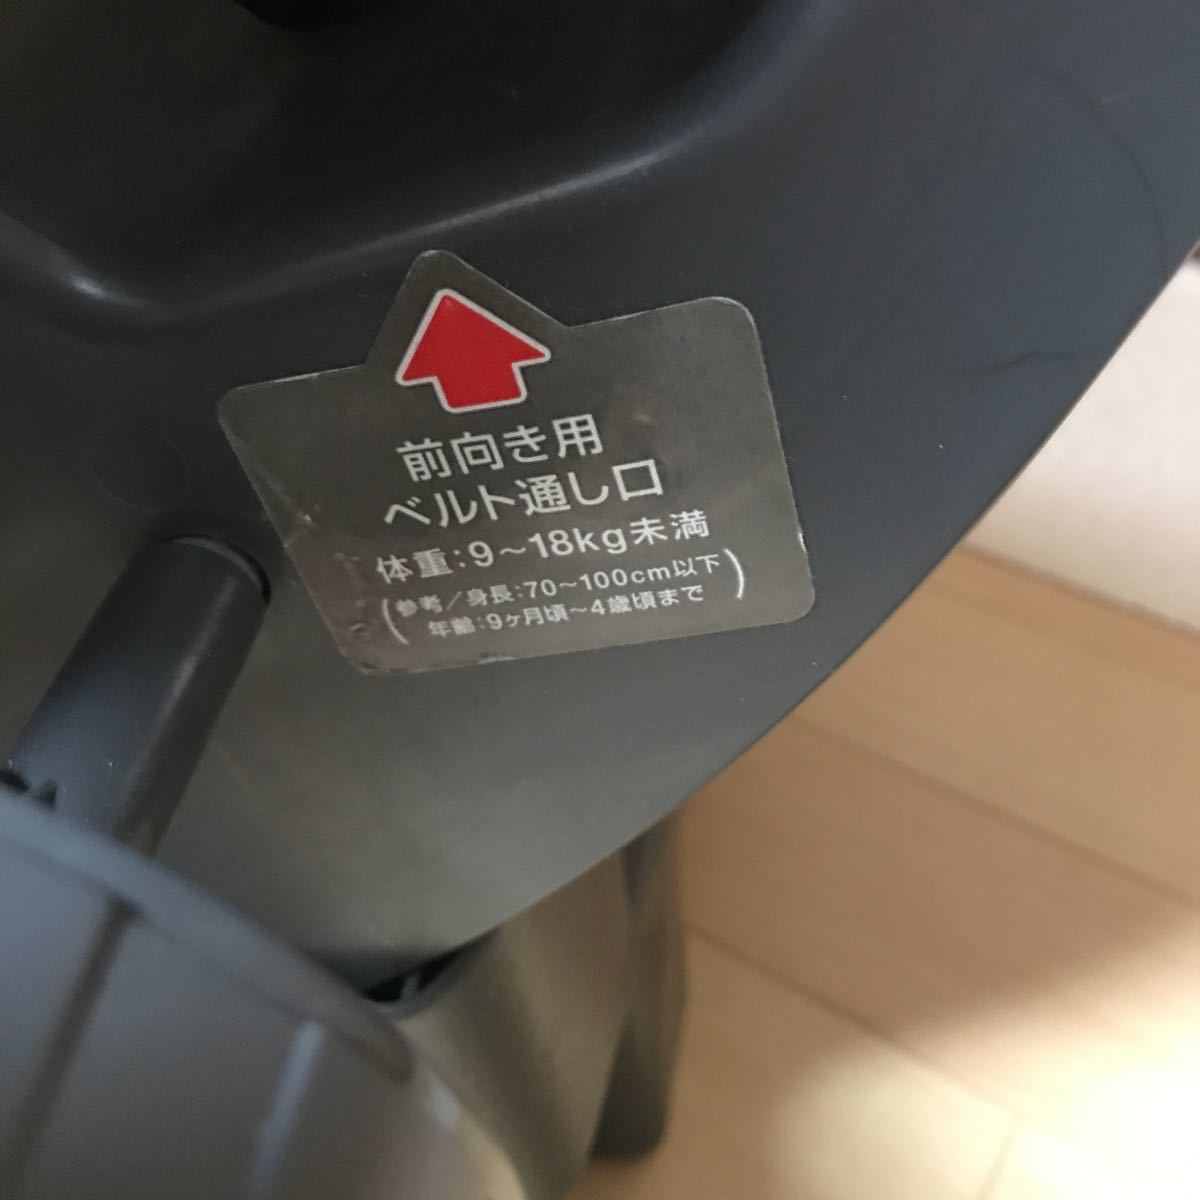 前向き用
ベルト通し口
体重:9~18kg未満
(参考/身長:70~100cm以下
年齢:9ヶ月頃~4歳頃まで)